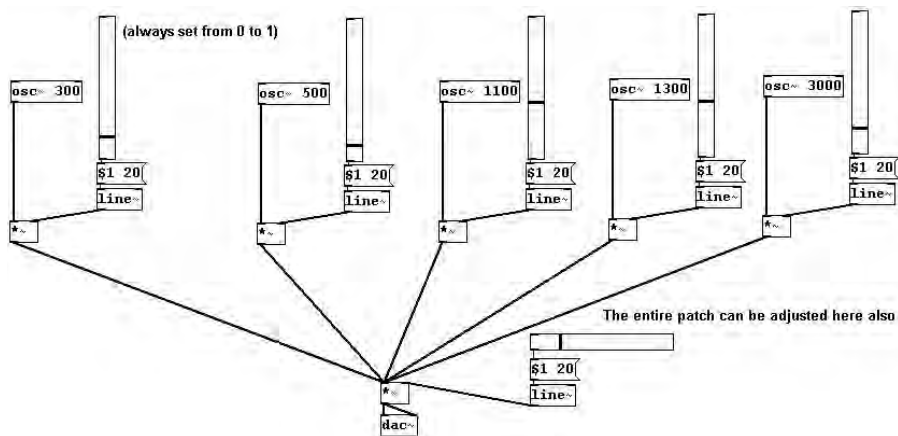 (always set from 0 to 1)
osc~ 300
osc~ 500
osc~ 1100
osc~ 1300
osc~ 3000
$1 20
$1 20
$1 20
$1 20
$1 20
line~
line~
line~
line~
line~
*~
*~
*~
*~
*~
The entire patch can be adjusted here also
$1 20
*~
line~
dac~